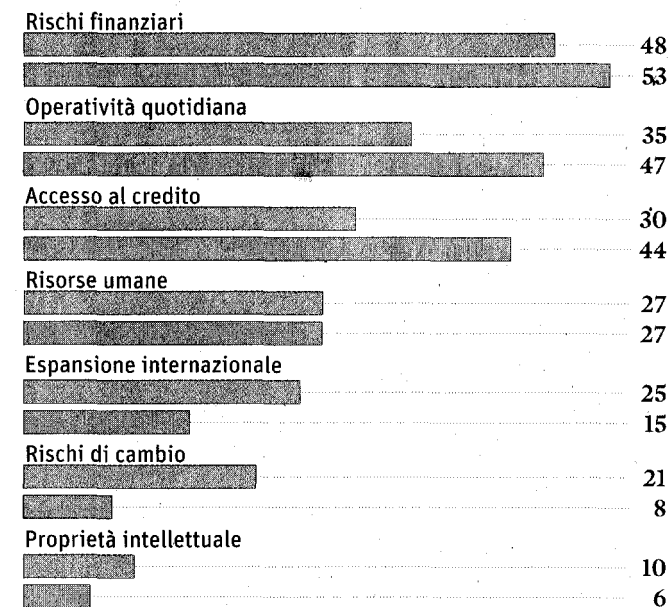 Rischi finanziari
48
53
Operatività quotidiana
35
47
Accesso al credito
30
44
Risorse umane
27
27
Espansione internazionale
25
15
Rischi di cambio
21
8
Proprietà intellettuale
10
6